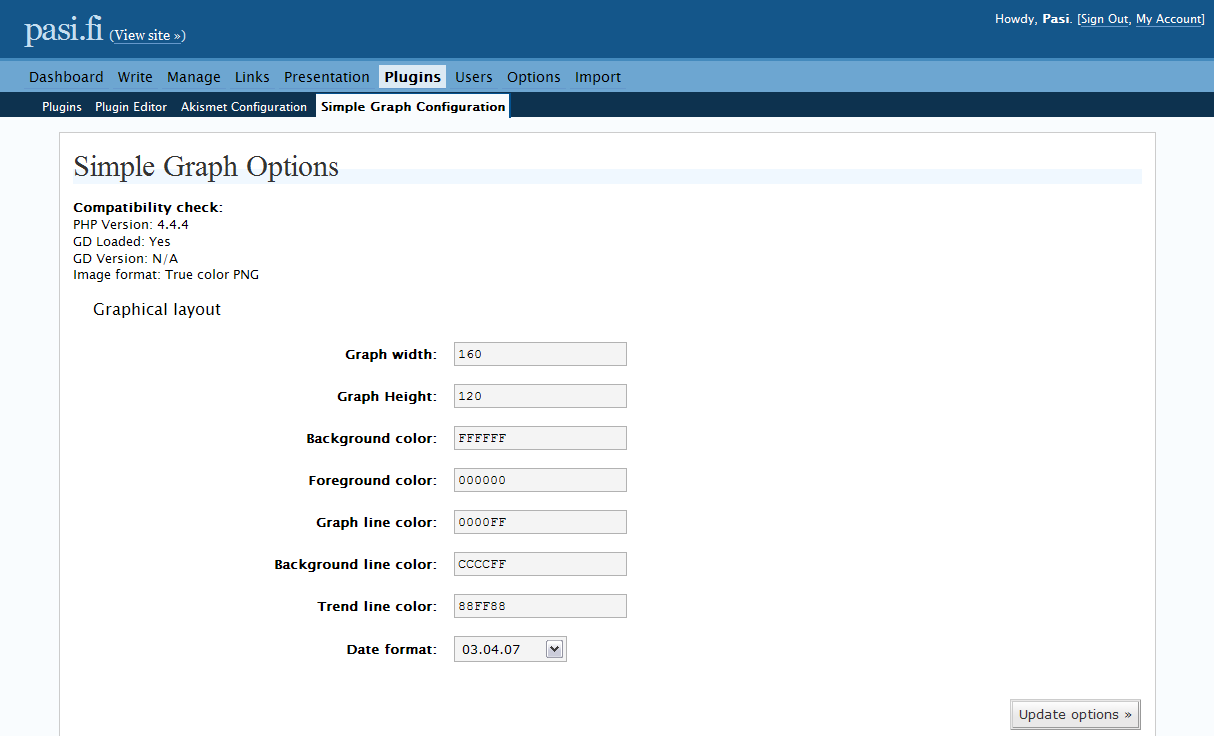 pasi.fi (View site »)
Howdy, Pasi. [Sign Out, My Account]
Dashboard Write Manage Links Presentation Plugins Users Options Import
Plugins Plugin Editor Akismet Configuration Simple Graph Configuration
Simple Graph Options
Compatibility check:
PHP Version: 4.4.4
GD Loaded: Yes
GD Version: N/A
Image format: True color PNG
Graphical layout
Graph width: 160
Graph Height: 120
Background color: FFFFFF
Foreground color: 000000
Graph line color: 0000FF
Background line color: CCCCFF
Trend line color: 88FF88
Date format: 03.04.07
Update options »